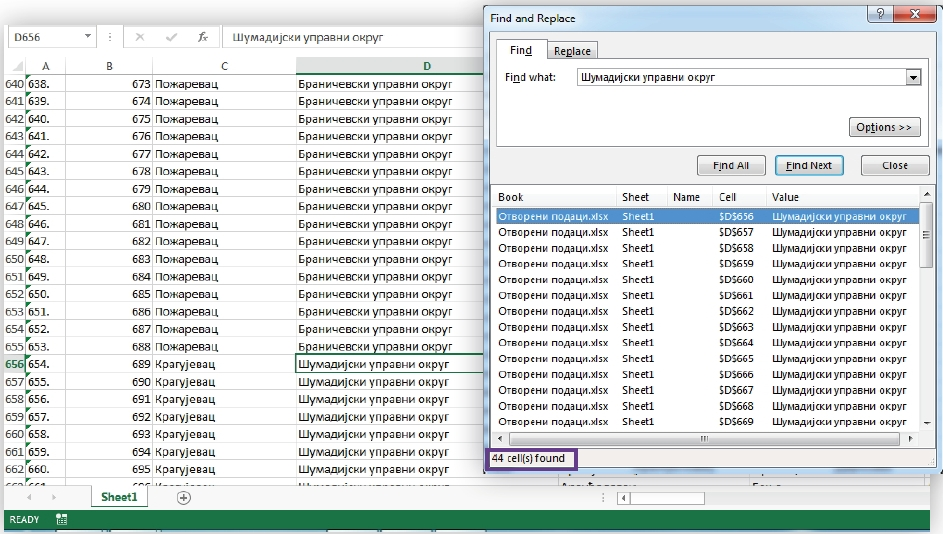 D656 Шумадијски управни округ
A B C D
640 638. 673 Пожаревац Браничевски управни округ
641 639. 674 Пожаревац Браничевски управни округ
642 640. 675 Пожаревац Браничевски управни округ
643 641. 676 Пожаревац Браничевски управни округ
644 642. 677 Пожаревац Браничевски управни округ
645 643. 678 Пожаревац Браничевски управни округ
646 644. 679 Пожаревац Браничевски управни округ
647 645. 680 Пожаревац Браничевски управни округ
648 646. 681 Пожаревац Браничевски управни округ
649 647. 682 Пожаревац Браничевски управни округ
650 648. 683 Пожаревац Браничевски управни округ
651 649. 684 Пожаревац Браничевски управни округ
652 650. 685 Пожаревац Браничевски управни округ
653 651. 686 Пожаревац Браничевски управни округ
654 652. 687 Пожаревац Браничевски управни округ
655 653. 688 Пожаревац Браничевски управни округ
656 654. 689 Крагујевац Шумадијски управни округ
657 655. 690 Крагујевац Шумадијски управни округ
658 656. 691 Крагујевац Шумадијски управни округ
659 657. 692 Крагујевац Шумадијски управни округ
660 658. 693 Крагујевац Шумадијски управни округ
661 659. 694 Крагујевац Шумадијски управни округ
662 660. 695 Крагујевац Шумадијски управни округ
Sheet1
READY
Find and Replace
Find Replace
Find what: Шумадијски управни округ
Options >>
Find All Find Next Close
Book Sheet Name Cell Value
Отворени подаци.xlsx Sheet1 $D$656 Шумадијски управни округ
Отворени подаци.xlsx Sheet1 $D$657 Шумадијски управни округ
Отворени подаци.xlsx Sheet1 $D$658 Шумадијски управни округ
Отворени подаци.xlsx Sheet1 $D$659 Шумадијски управни округ
Отворени подаци.xlsx Sheet1 $D$660 Шумадијски управни округ
Отворени подаци.xlsx Sheet1 $D$661 Шумадијски управни округ
Отворени подаци.xlsx Sheet1 $D$662 Шумадијски управни округ
Отворени подаци.xlsx Sheet1 $D$663 Шумадијски управни округ
Отворени подаци.xlsx Sheet1 $D$664 Шумадијски управни округ
Отворени подаци.xlsx Sheet1 $D$665 Шумадијски управни округ
Отворени подаци.xlsx Sheet1 $D$666 Шумадијски управни округ
Отворени подаци.xlsx Sheet1 $D$667 Шумадијски управни округ
Отворени подаци.xlsx Sheet1 $D$668 Шумадијски управни округ
Отворени подаци.xlsx Sheet1 $D$669 Шумадијски управни округ
44 cell(s) found